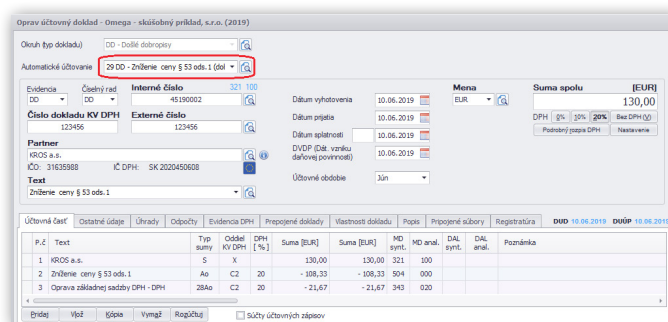 Oprav účtovný doklad - Omega - skúšobný príklad, s.r.o. (2019)
Okruh (typ dokladu) DD - Došlé dobropisy
Automatické účtovanie 29 DD - Zníženie ceny § 53 ods.1 (dol
Evidencia Číselný rad Interné číslo 321 100 Mena Suma spolu [EUR]
DD DD 45190002 Dátum vyhotovenia 10.06.2019 EUR 130,00
Číslo dokladu KV DPH Externé číslo Dátum prijatia 10.06.2019 DPH 0% 10% 20% Bez DPH (V)
123456 123456 Dátum splatnosti 10.06.2019 Podrobný rozpis DPH Nastavenie
Partner DVDP (Dát. vzniku daňovej povinnosti) 10.06.2019
KROS a.s.
IČO: 31635988 IČ DPH: SK 2020450608
Text Účtovné obdobie Jún
Zníženie ceny § 53 ods.1
Účtovná časť Ostatné údaje Úhrady Odpočty Evidencia DPH Prepojené doklady Vlastnosti dokladu Popis Pripojené súbory Registratúra DUD 10.06.2019 DUÚP 10.06.2019
P.č Text Typ sumy Oddiel KV DPH DPH [ % ] Suma [EUR] Suma [EUR] MD synt. MD anal. DAL synt. DAL anal. Poznámka
1 KROS a.s. S X 130,00 130,00 321 100
2 Zníženie ceny § 53 ods.1 Ao C2 20 - 108,33 - 108,33 504 000
3 Oprava základnej sadzby DPH - DPH 28Ao C2 20 - 21,67 - 21,67 343 020
Pridaj Vlož Kópia Vymaž Rozúčtuj Súčty účtovných zápisov